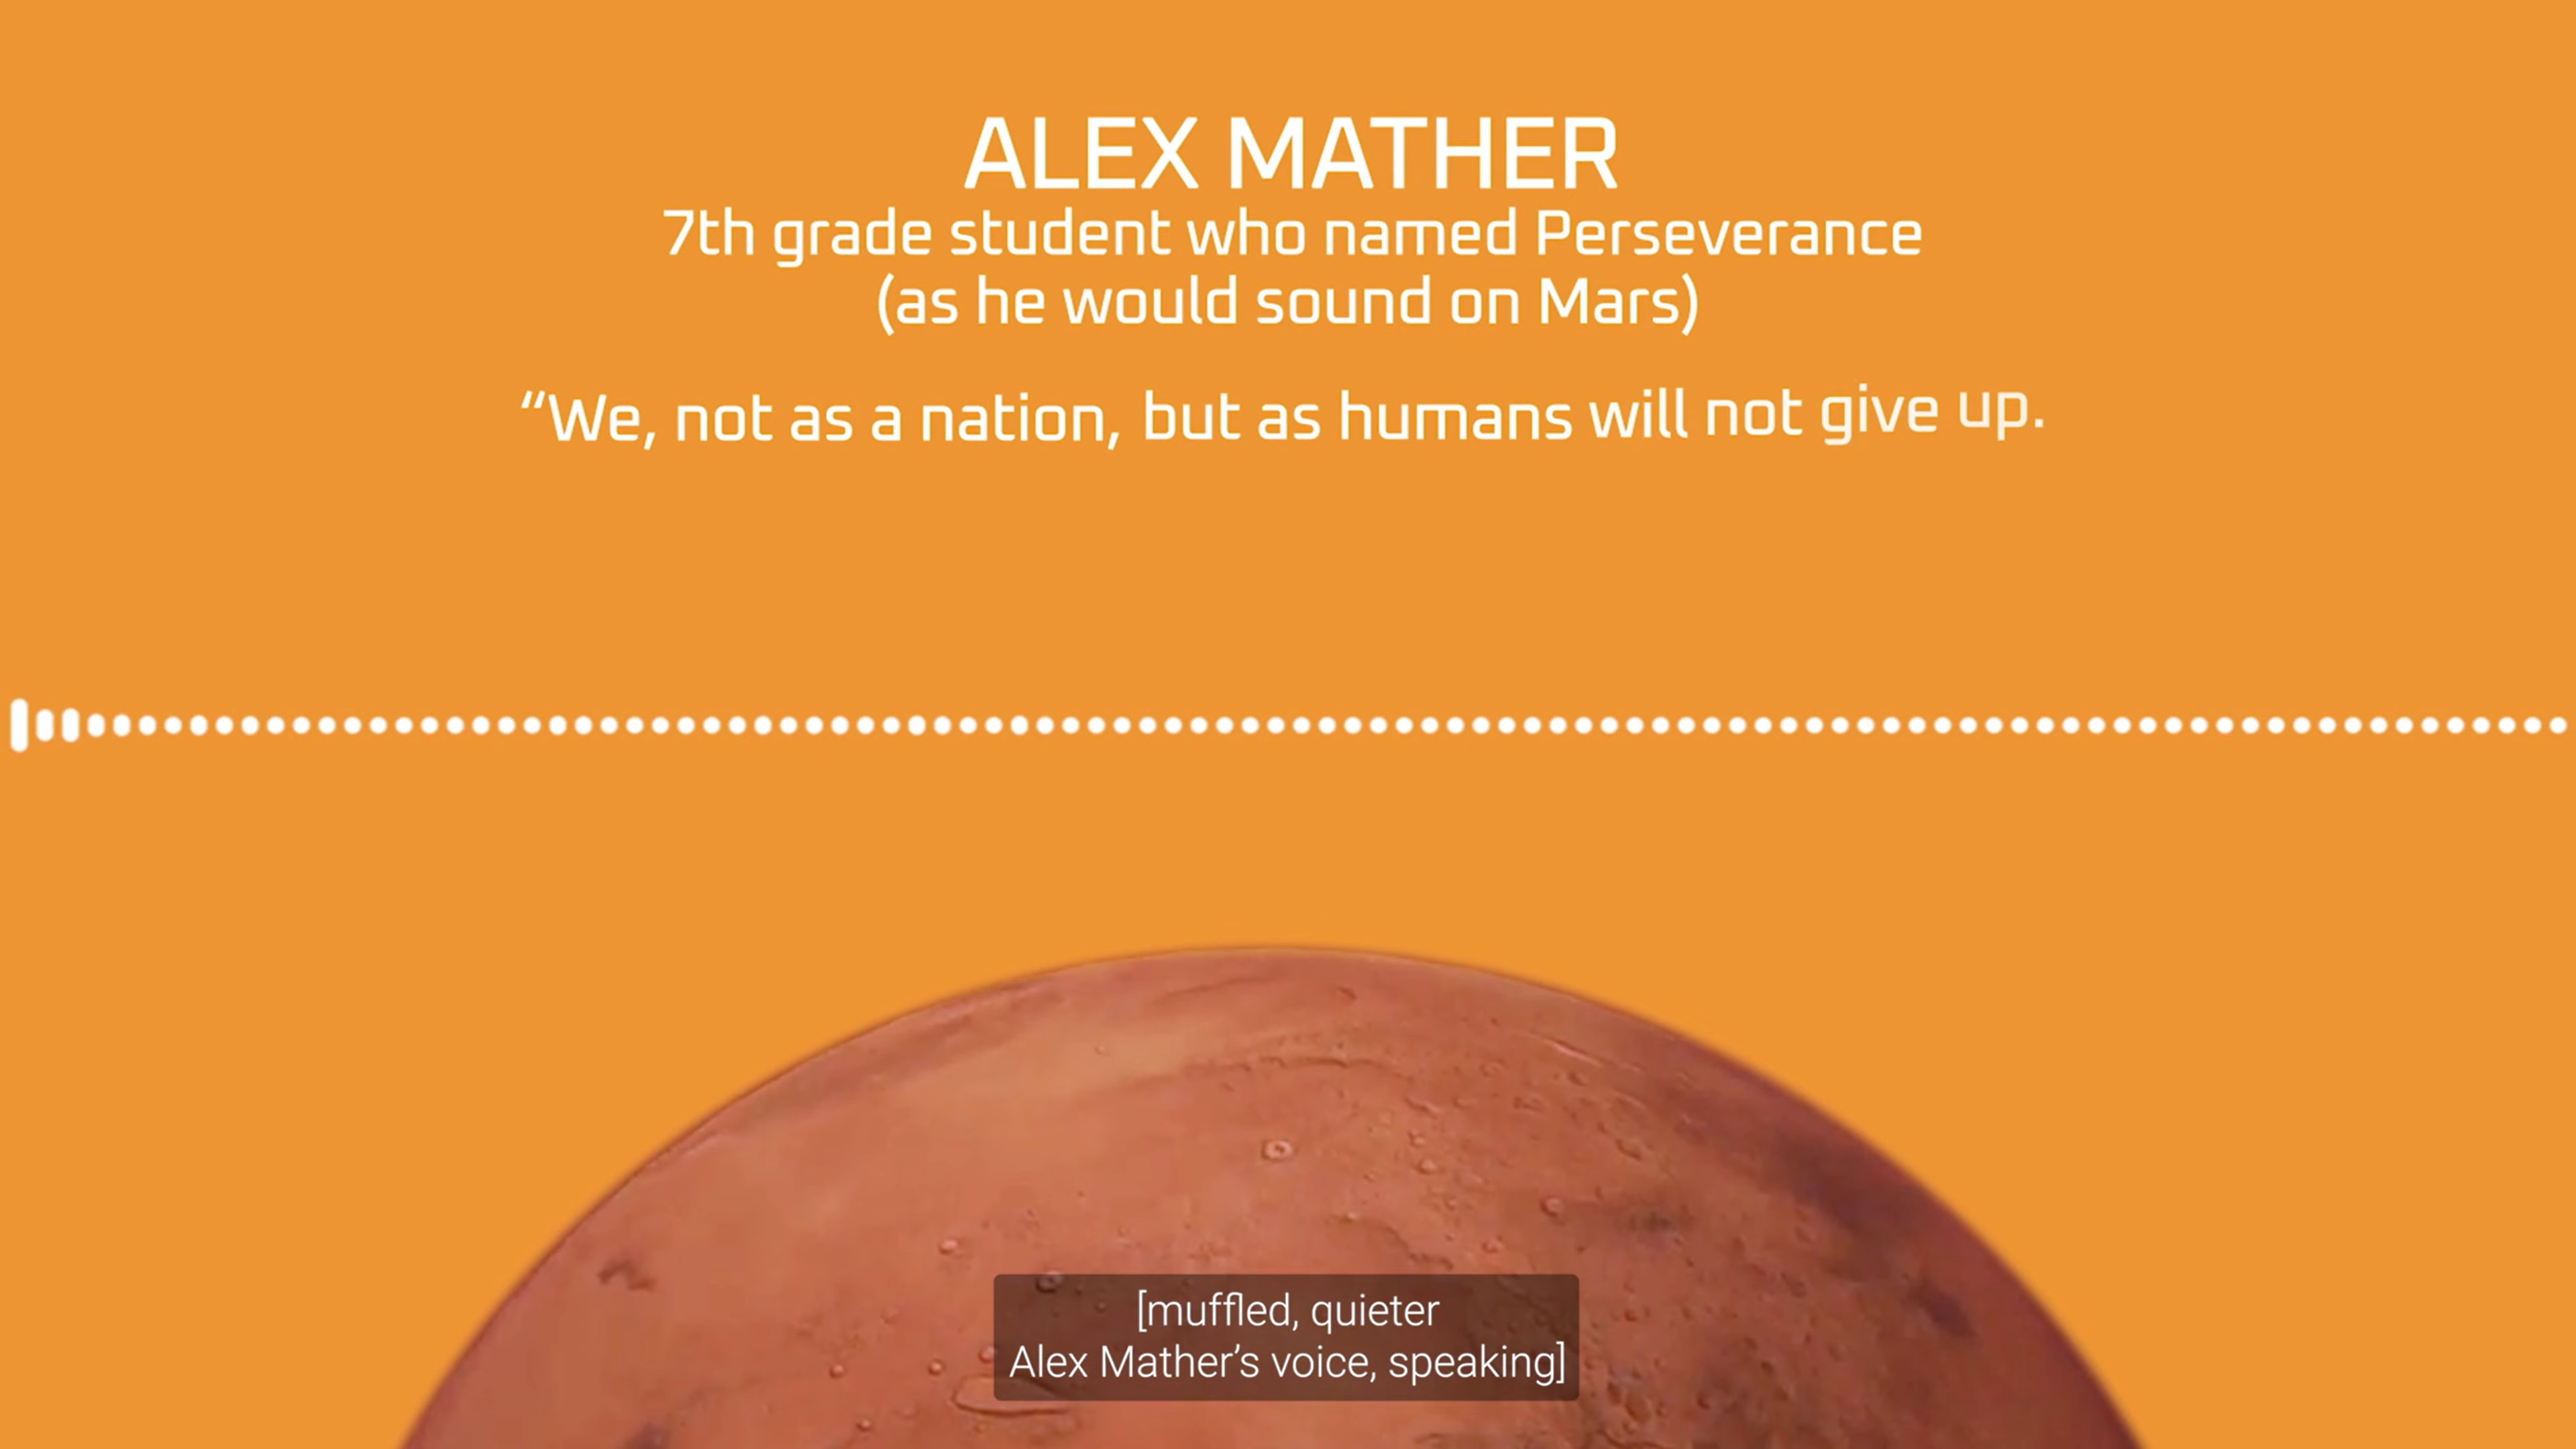 ALEX MATHER
7th grade student who named Perseverance
(as he would sound on Mars)
“We, not as a nation, but as humans will not give up.
[muffled, quieter
Alex Mather’s voice, speaking]